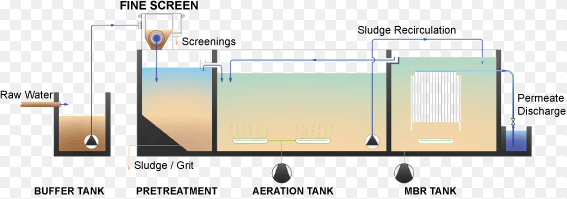 FINE SCREEN
Screenings
Sludge Recirculation
Raw Water
Permeate
Discharge
Sludge / Grit
BUFFER TANK
PRETREATMENT
AERATION TANK
MBR TANK